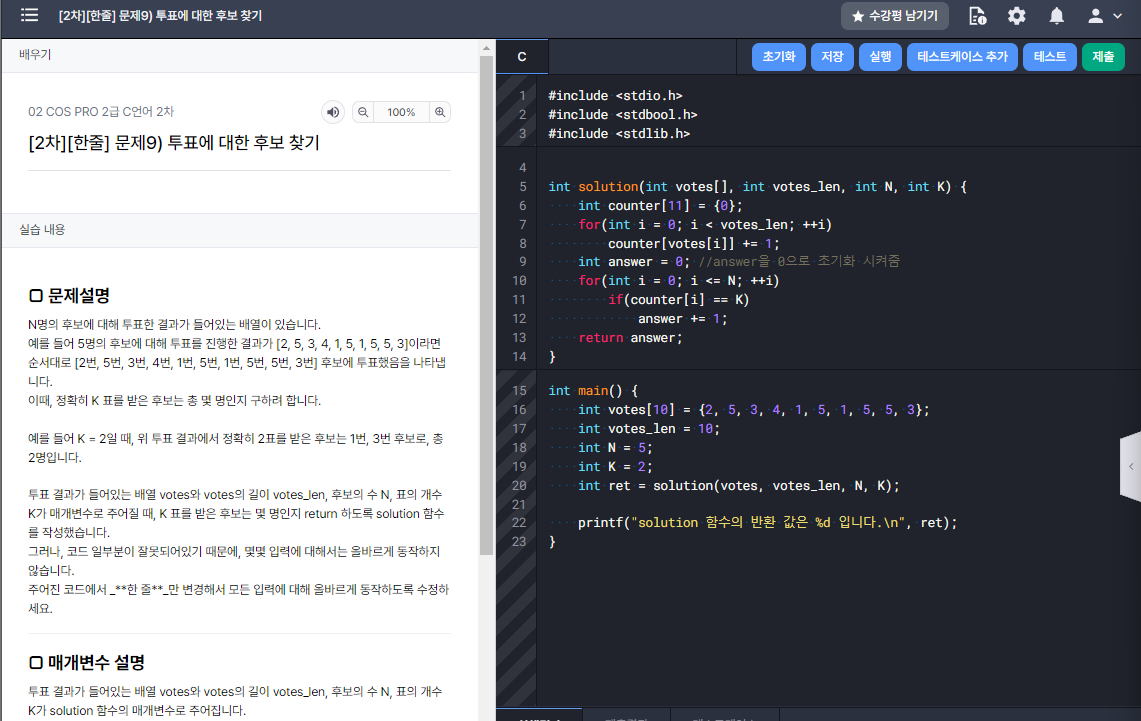 [2차][한줄] 문제9) 투표에 대한 후보 찾기
★ 수강평 남기기
배우기
02 COS PRO 2급 C언어 2차
100%
[2차][한줄] 문제9) 투표에 대한 후보 찾기
실습 내용
문제설명
N명의 후보에 대해 투표한 결과가 들어있는 배열이 있습니다.
예를 들어 5명의 후보에 대해 투표를 진행한 결과가 [2, 5, 3, 4, 1, 5, 1, 5, 5, 3]이라면
순서대로 [2번, 5번, 3번, 4번, 1번, 5번, 1번, 5번, 5번, 3번] 후보에 투표했음을 나타냅
니다.
이때, 정확히 K 표를 받은 후보는 총 몇 명인지 구하려 합니다.
예를 들어 K = 2일 때, 위 투표 결과에서 정확히 2표를 받은 후보는 1번, 3번 후보로, 총
2명입니다.
투표 결과가 들어있는 배열 votes와 votes의 길이 votes_len, 후보의 수 N, 표의 개수
K가 매개변수로 주어질 때, K 표를 받은 후보는 몇 명인지 return 하도록 solution 함수
를 작성했습니다.
그러나, 코드 일부분이 잘못되어있기 때문에, 몇몇 입력에 대해서는 올바르게 동작하지
않습니다.
주어진 코드에서 _**한 줄**_만 변경해서 모든 입력에 대해 올바르게 동작하도록 수정하
세요.
매개변수 설명
투표 결과가 들어있는 배열 votes와 votes의 길이 votes_len, 후보의 수 N, 표의 개수
K가 solution 함수의 매개변수로 주어집니다.
C
초기화 저장 실행 테스트케이스 추가 테스트 제출
1 #include <stdio.h>
2 #include <stdbool.h>
3 #include <stdlib.h>
4
5 int solution(int votes[], int votes_len, int N, int K) {
6     int counter[11] = {0};
7     for(int i = 0; i < votes_len; ++i)
8         counter[votes[i]] += 1;
9     int answer = 0; //answer을 0으로 초기화 시켜줌
10     for(int i = 0; i <= N; ++i)
11         if(counter[i] == K)
12             answer += 1;
13     return answer;
14 }
15 int main() {
16     int votes[10] = {2, 5, 3, 4, 1, 5, 1, 5, 5, 3};
17     int votes_len = 10;
18     int N = 5;
19     int K = 2;
20     int ret = solution(votes, votes_len, N, K);
21
22     printf("solution 함수의 반환 값은 %d 입니다.\n", ret);
23 }